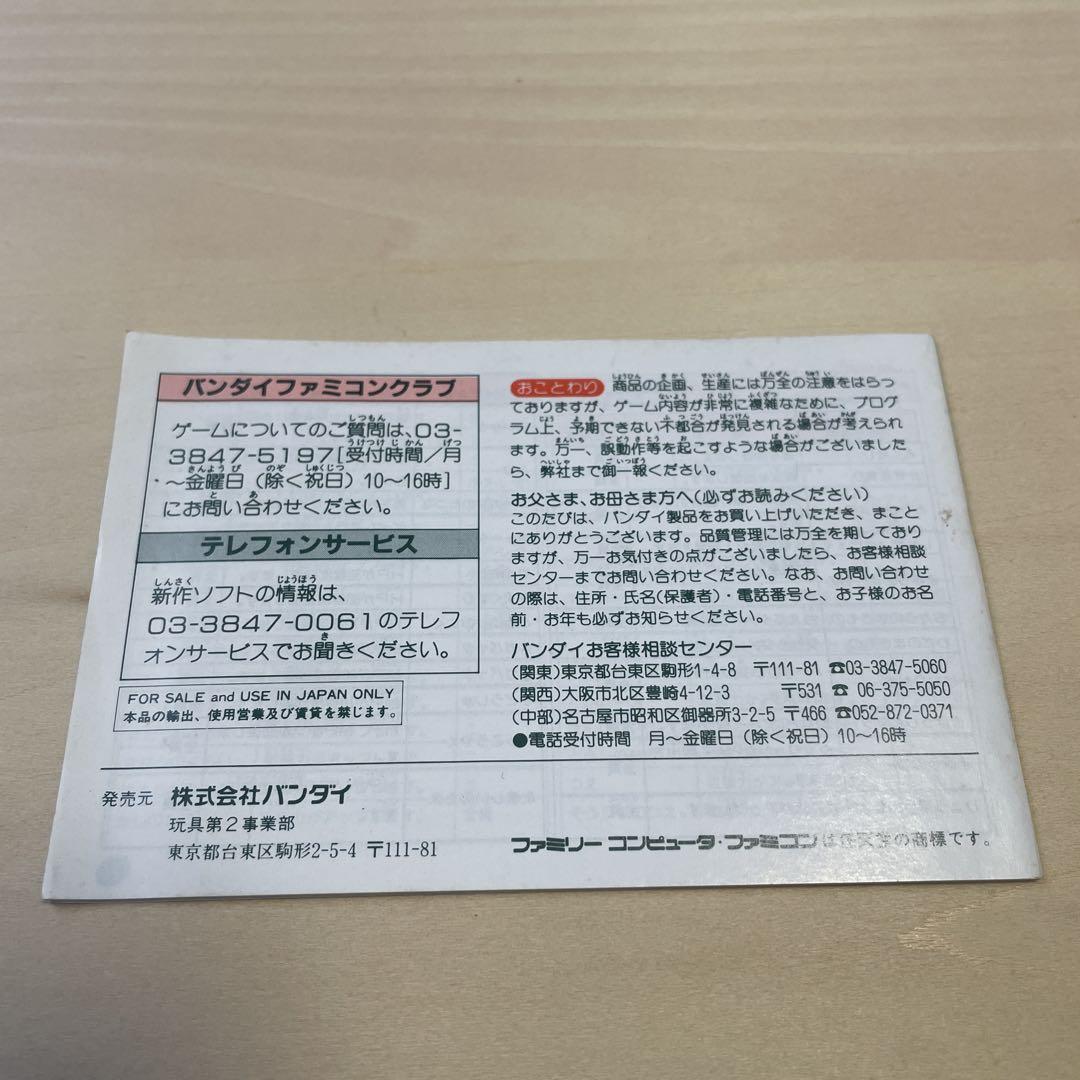 バンダイファミコンクラブ
ゲームについてのご質問は、03-
3847-5197[受付時間／月
～金曜日（除く祝日）10～16時]
にお問い合わせください。
テレフォンサービス
新作ソフトの情報は、
03-3847-0061のテレフ
ォンサービスでお聞きください。
FOR SALE and USE IN JAPAN ONLY
本品の輸出、使用営業及び賃貸を禁じます。
おことわり 商品の企画、生産には万全の注意をはらっ
ておりますが、ゲーム内容が非常に複雑なために、プログ
ラム上、予期できない不都合が発見される場合が考えられ
ます。万一、誤動作等を起こすような場合がございました
ら、弊社まで御一報ください。
お父さま、お母さま方へ(必ずお読みください)
このたびは、バンダイ製品をお買い上げいただき、まこと
にありがとうございます。品質管理には万全を期しており
ますが、万一お気付きの点がございましたら、お客様相談
センターまでお問い合わせください。なお、お問い合わせ
の際は、住所・氏名(保護者)・電話番号と、お子様のお名
前・お年も必ずお知らせください。
バンダイお客様相談センター
(関東)東京都台東区駒形1-4-8 〒111-81 ☎03-3847-5060
(関西)大阪市北区豊崎4-12-3 〒531 ☎06-375-5050
(中部)名古屋市昭和区御器所3-2-5 〒466 ☎052-872-0371
●電話受付時間 月～金曜日（除く祝日）10～16時
発売元 株式会社バンダイ
玩具第2事業部
東京都台東区駒形2-5-4 〒111-81
ファミリーコンピュータ・ファミコンは任天堂の商標です。